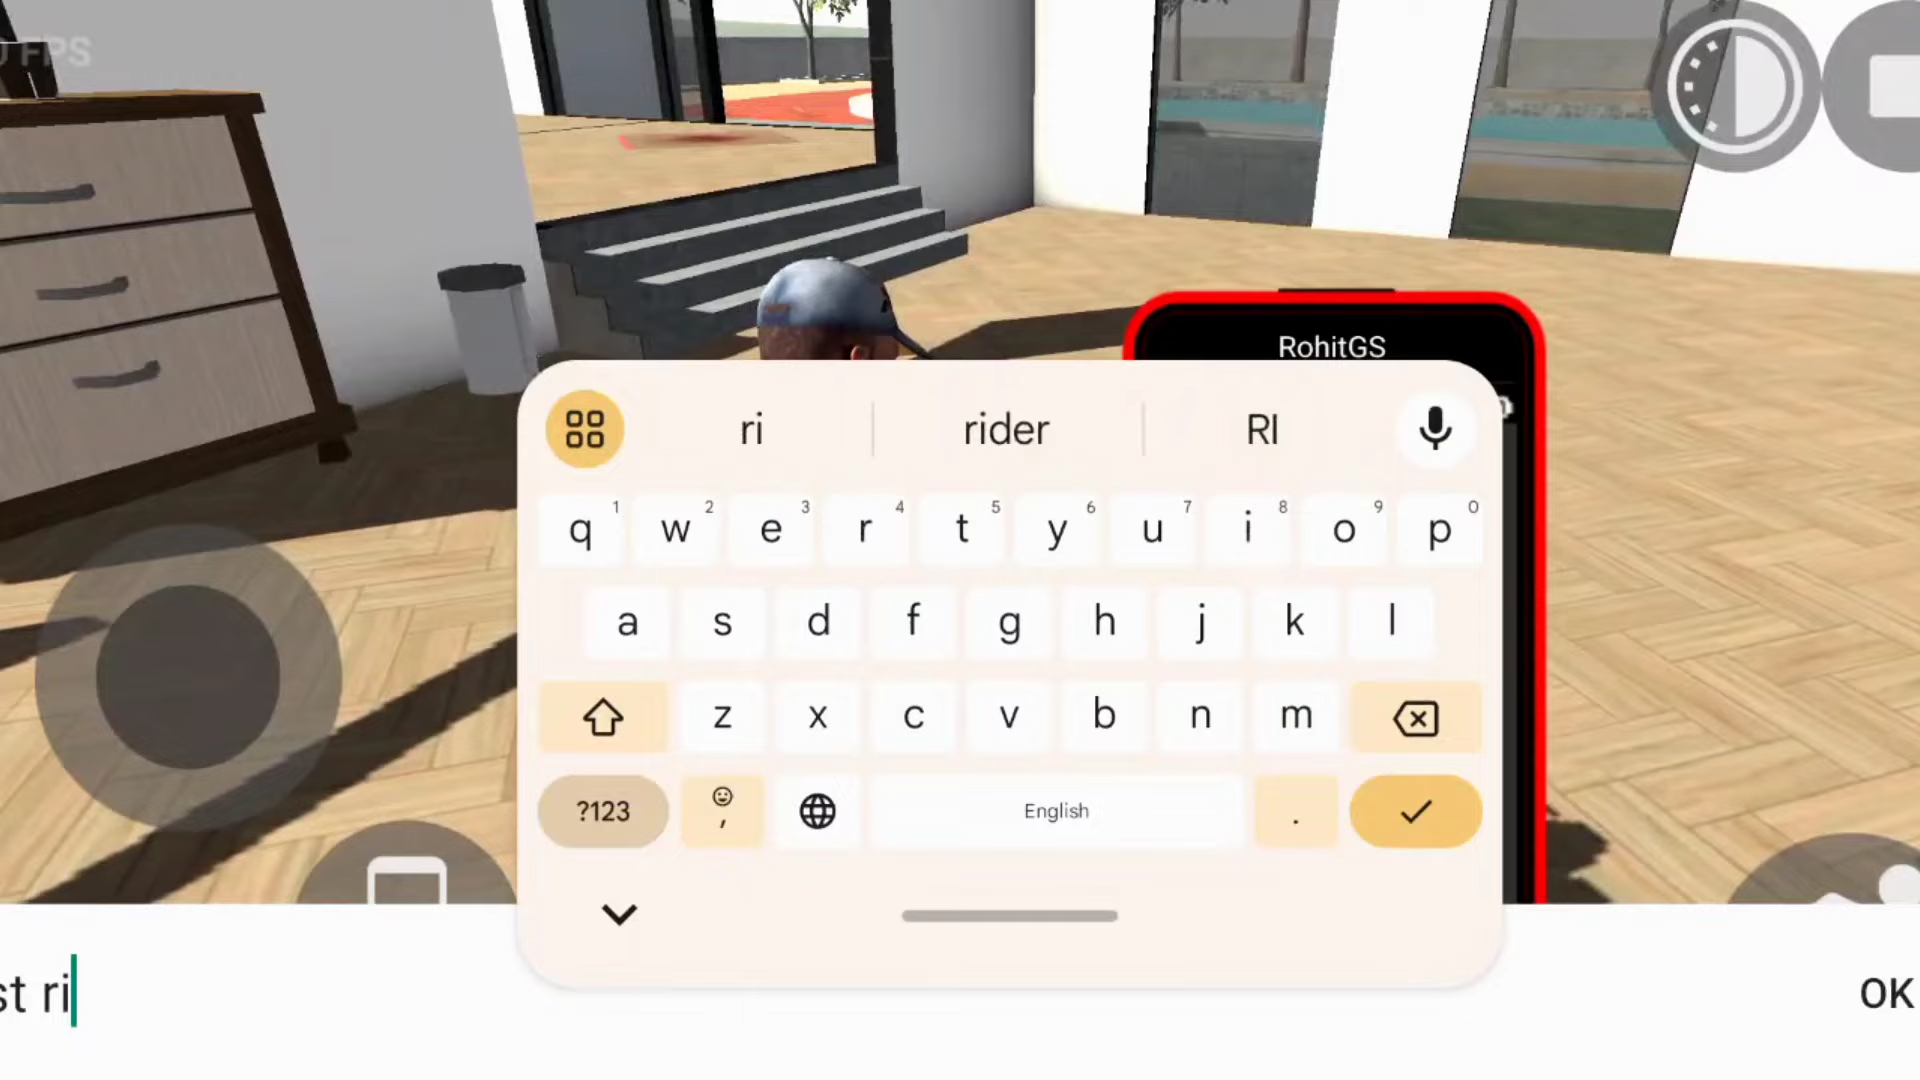 0 FPS
RohitGS
ri rider RI
q 1 w 2 e 3 r 4 t 5 y 6 u 7 i 8 o 9 p 0
a s d f g h j k l
z x c v b n m
?123 , English .
st ri
OK